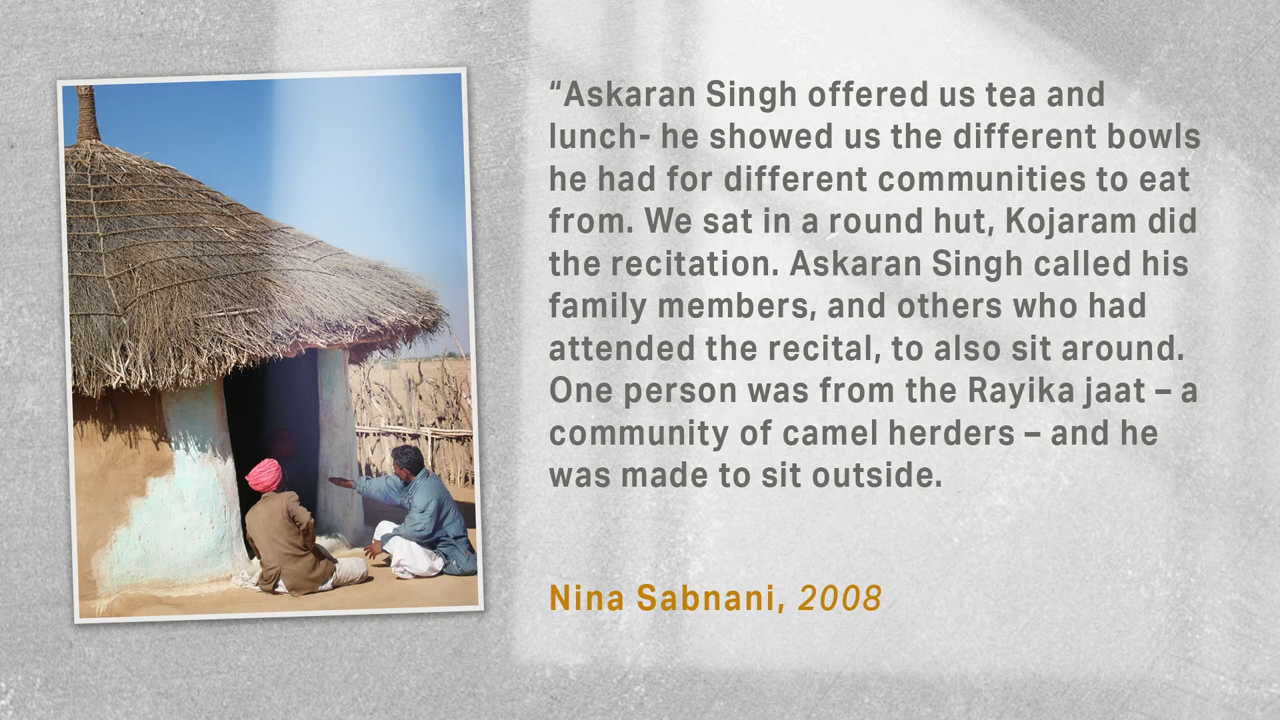 “Askaran Singh offered us tea and
lunch- he showed us the different bowls
he had for different communities to eat
from. We sat in a round hut, Kojaram did
the recitation. Askaran Singh called his
family members, and others who had
attended the recital, to also sit around.
One person was from the Rayika jaat – a
community of camel herders – and he
was made to sit outside.
Nina Sabnani, 2008